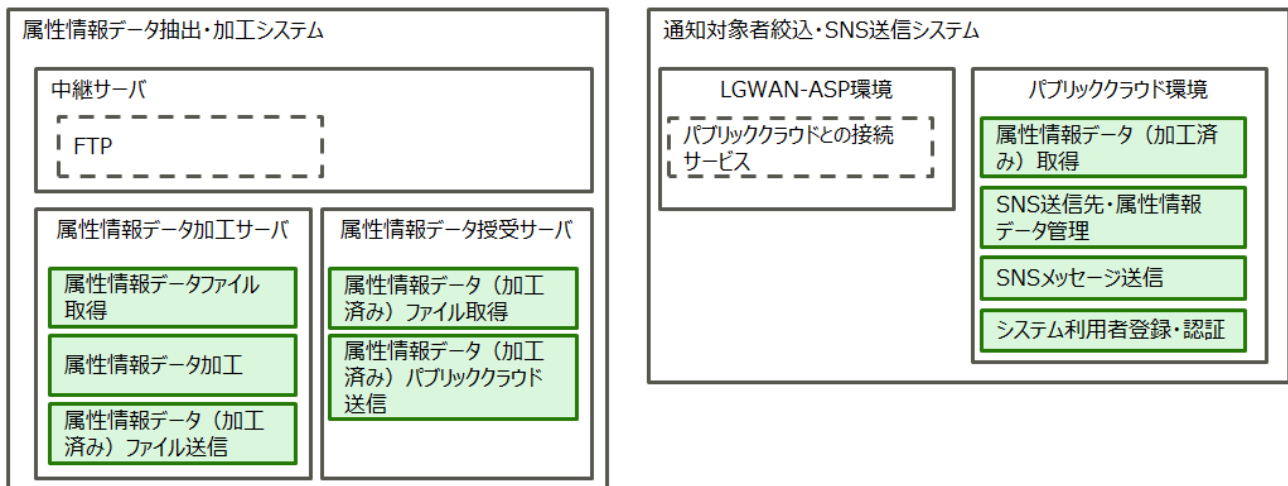 属性情報データ抽出・加工システム
中継サーバ
FTP
属性情報データ加工サーバ
属性情報データファイル
取得
属性情報データ加工
属性情報データ（加工
済み）ファイル送信
属性情報データ授受サーバ
属性情報データ（加工
済み）ファイル取得
属性情報データ（加工
済み）パブリッククラウド
送信
通知対象者絞込・SNS送信システム
LGWAN-ASP環境
パブリッククラウドとの接続
サービス
パブリッククラウド環境
属性情報データ（加工済
み）取得
SNS送信先・属性情報
データ管理
SNSメッセージ送信
システム利用者登録・認証